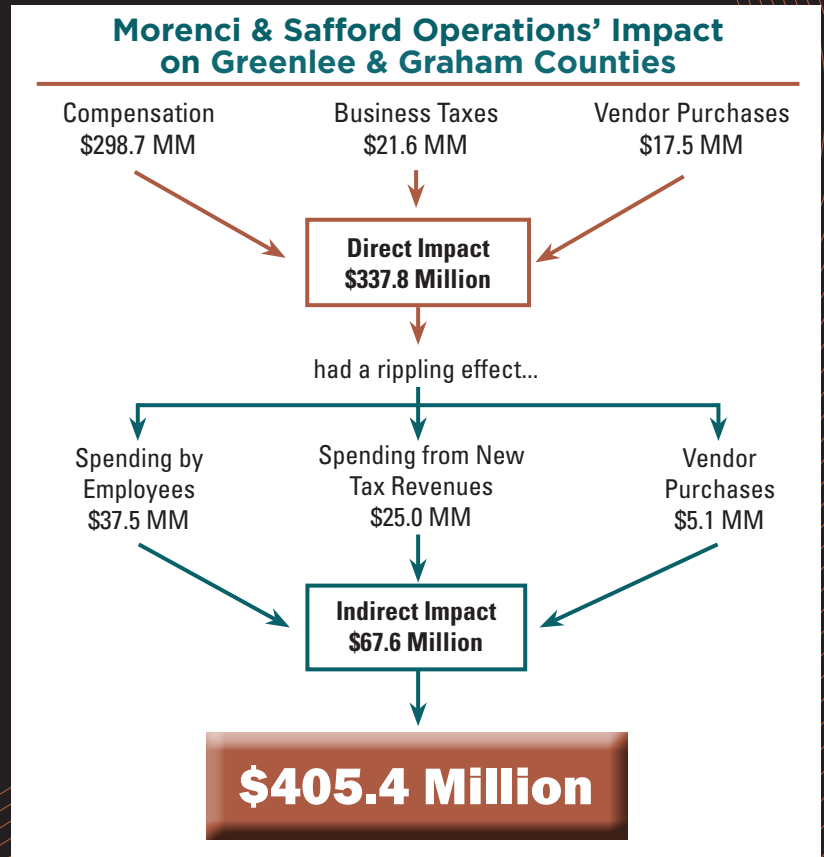 Morenci & Safford Operations’ Impact
on Greenlee & Graham Counties
Compensation
$298.7 MM
Business Taxes
$21.6 MM
Vendor Purchases
$17.5 MM
Direct Impact
$337.8 Million
had a rippling effect...
Spending by
Employees
$37.5 MM
Spending from New
Tax Revenues
$25.0 MM
Vendor
Purchases
$5.1 MM
Indirect Impact
$67.6 Million
$405.4 Million